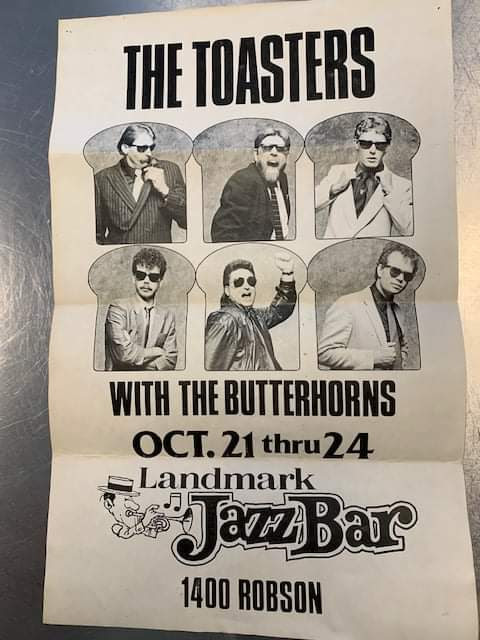 THE TOASTERS
WITH THE BUTTERHORNS
OCT. 21 thru 24
Landmark
Jazz Bar
1400 ROBSON